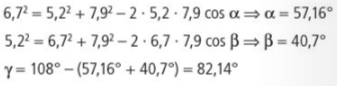 6,7² = 5,2² + 7,9² – 2 · 5,2 · 7,9 cos α ⇒ α = 57,16°
5,2² = 6,7² + 7,9² – 2 · 6,7 · 7,9 cos β ⇒ β = 40,7°
γ = 108° – (57,16° + 40,7°) = 82,14°